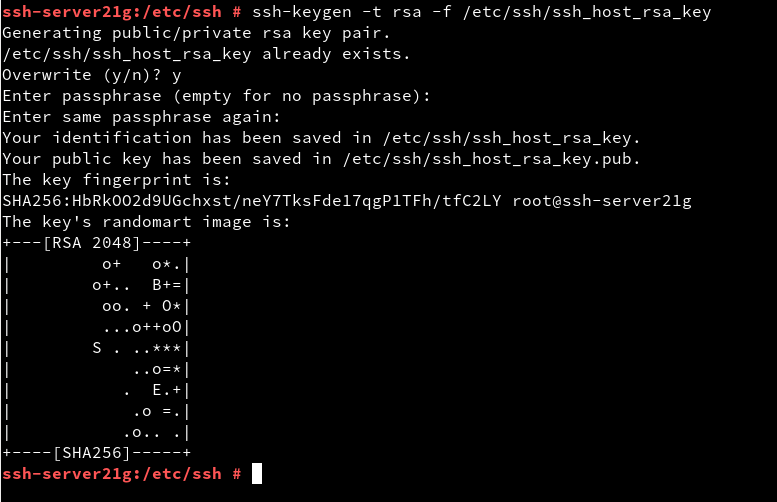 ssh-server21g:/etc/ssh # ssh-keygen -t rsa -f /etc/ssh/ssh_host_rsa_key
Generating public/private rsa key pair.
/etc/ssh/ssh_host_rsa_key already exists.
Overwrite (y/n)? y
Enter passphrase (empty for no passphrase):
Enter same passphrase again:
Your identification has been saved in /etc/ssh/ssh_host_rsa_key.
Your public key has been saved in /etc/ssh/ssh_host_rsa_key.pub.
The key fingerprint is:
SHA256:HbRkOO2d9UGchxst/neY7TksFdel7qgPlTFh/tfC2LY root@ssh-server21g
The key's randomart image is:
+---[RSA 2048]----+
|         o+   o*.|
|        o+..  B+=|
|         oo. + O*|
|         ...o++oO|
|        S . ..***|
|            ..o=*|
|           .  E.+|
|            .o =.|
|           .o.. .|
+----[SHA256]-----+
ssh-server21g:/etc/ssh #